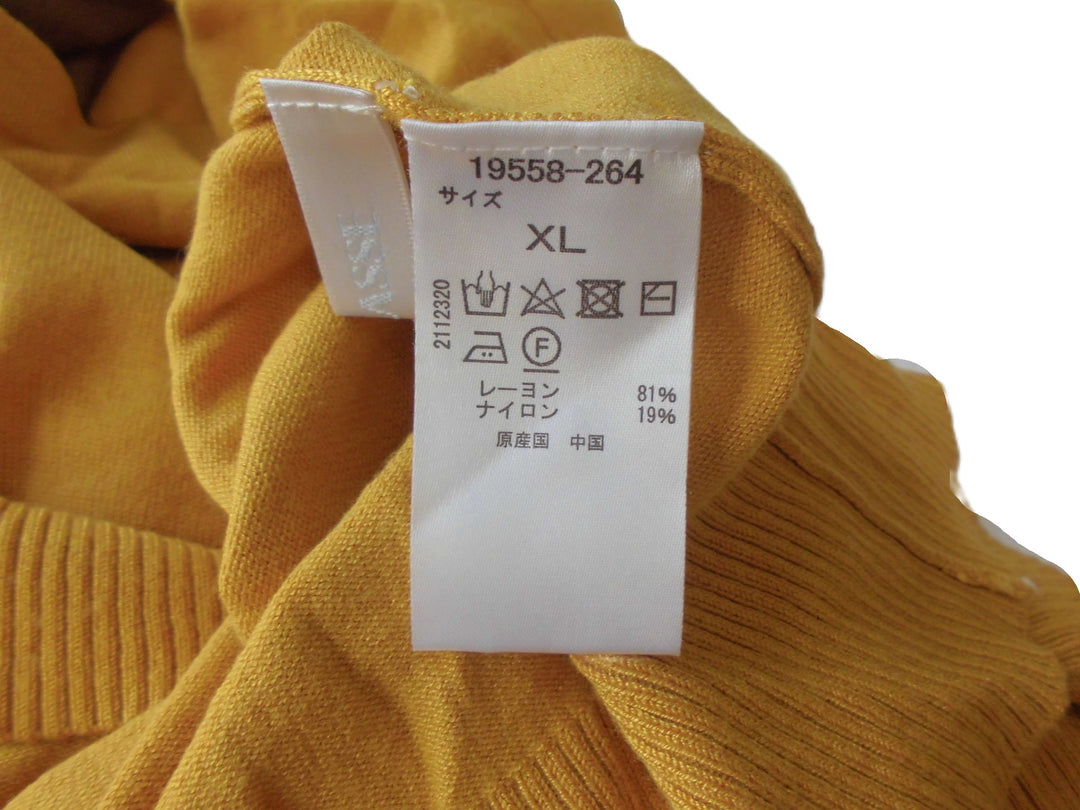 19558-264
サイズ
XL
2112320
F
レーヨン 81%
ナイロン 19%
原産国 中国
ASSE